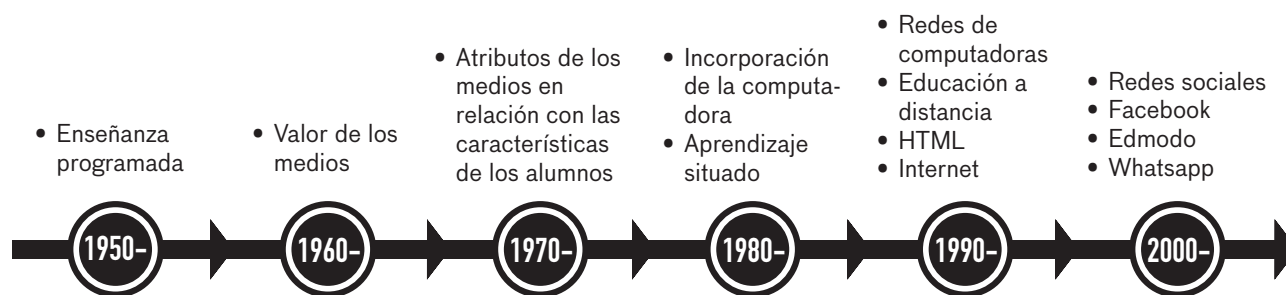 • Enseñanza
programada
• Valor de los
medios
• Atributos de los
medios en
relación con las
características
de los alumnos
• Incorporación
de la computa-
dora
• Aprendizaje
situado
• Redes de
computadoras
• Educación a
distancia
• HTML
• Internet
• Redes sociales
• Facebook
• Edmodo
• Whatsapp
1950-
1960-
1970-
1980-
1990-
2000-